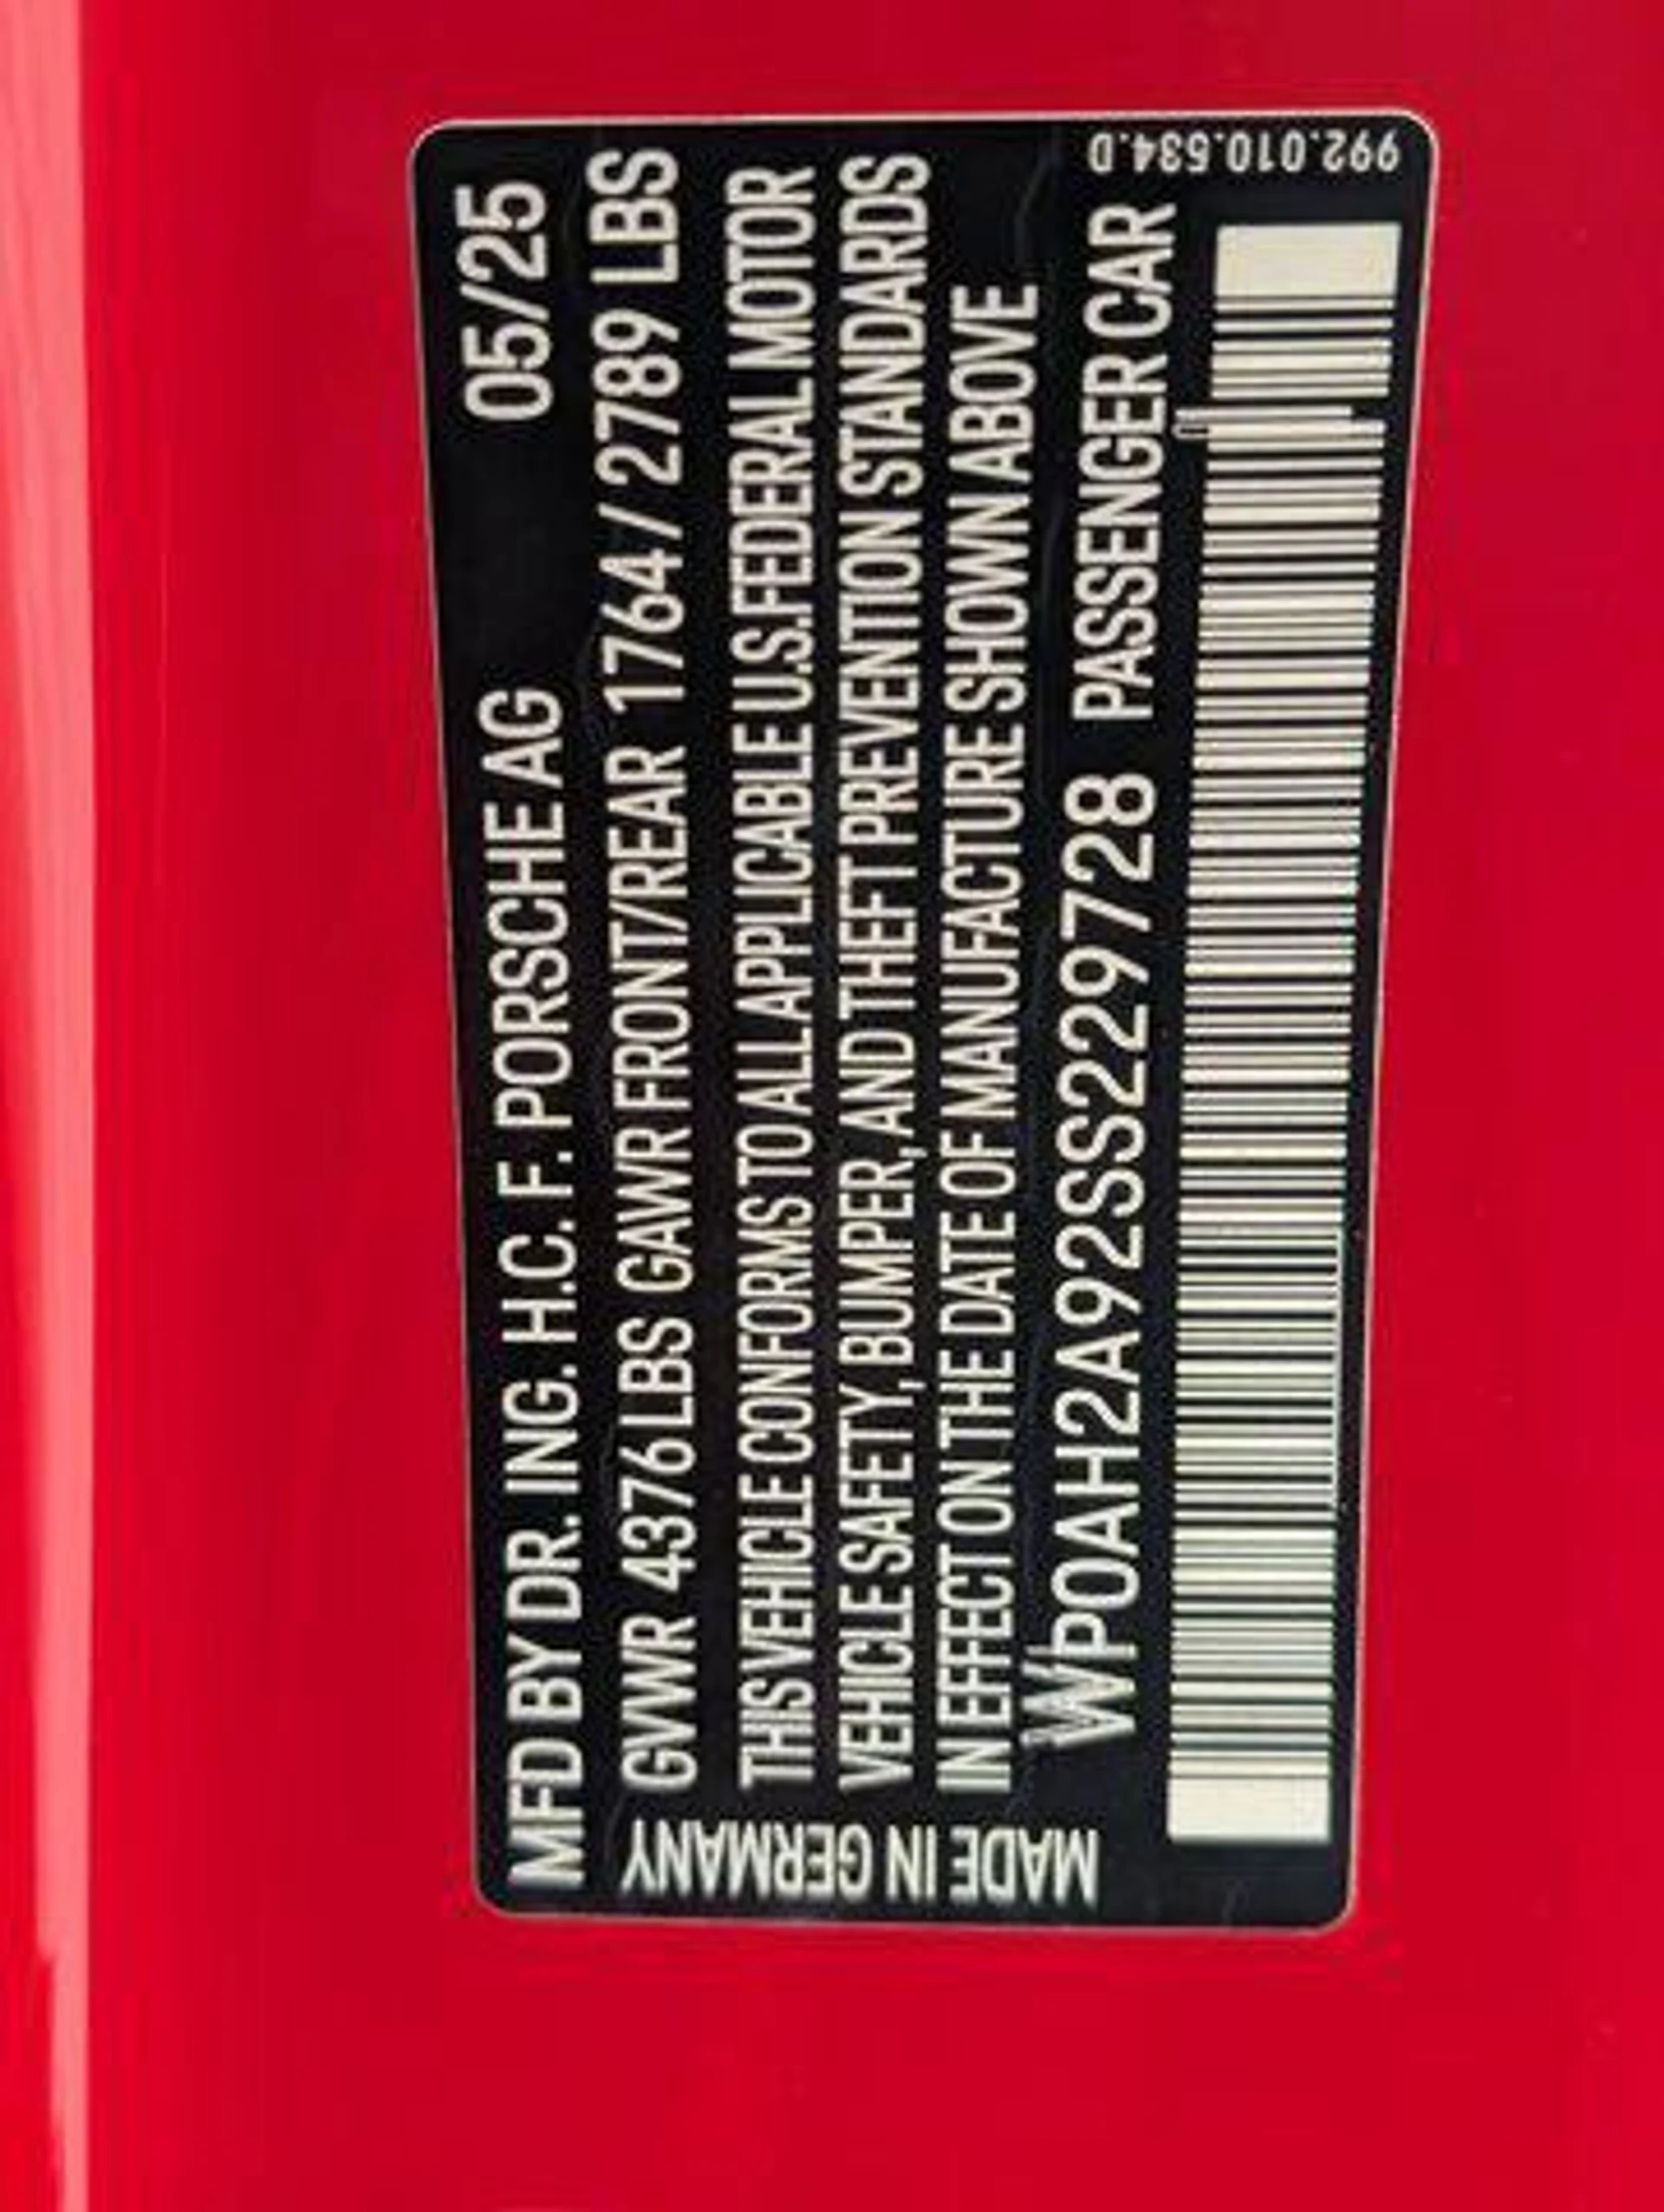 MFD BY DR. ING. H.C. F. PORSCHE AG 05/25
GVWR 4376 LBS GAWR FRONT/REAR 1764 / 2789 LBS
THIS VEHICLE CONFORMS TO ALL APPLICABLE U.S.FEDERAL MOTOR
VEHICLE SAFETY, BUMPER, AND THEFT PREVENTION STANDARDS
IN EFFECT ON THE DATE OF MANUFACTURE SHOWN ABOVE
WP0AH2A92SS229728 PASSENGER CAR
MADE IN GERMANY
992.010.534.D